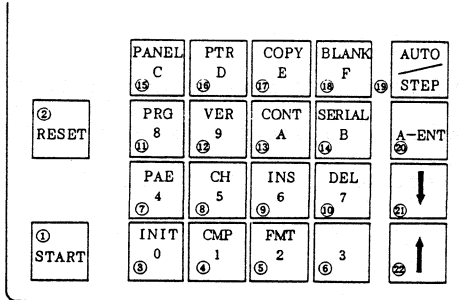 PANEL PTR COPY BLANK AUTO
C D E F STEP
⑮ ⑯ ⑰ ⑱ ⑲
② RESET
PRG VER CONT SERIAL A-ENT
8 9 A B
⑪ ⑫ ⑬ ⑭ ⑳
PAE CH INS DEL ↓
4 5 6 7
⑦ ⑧ ⑨ ⑩ ㉑
① START
INIT CMP FMT ↑
0 1 2 3
③ ④ ⑤ ⑥ ㉒